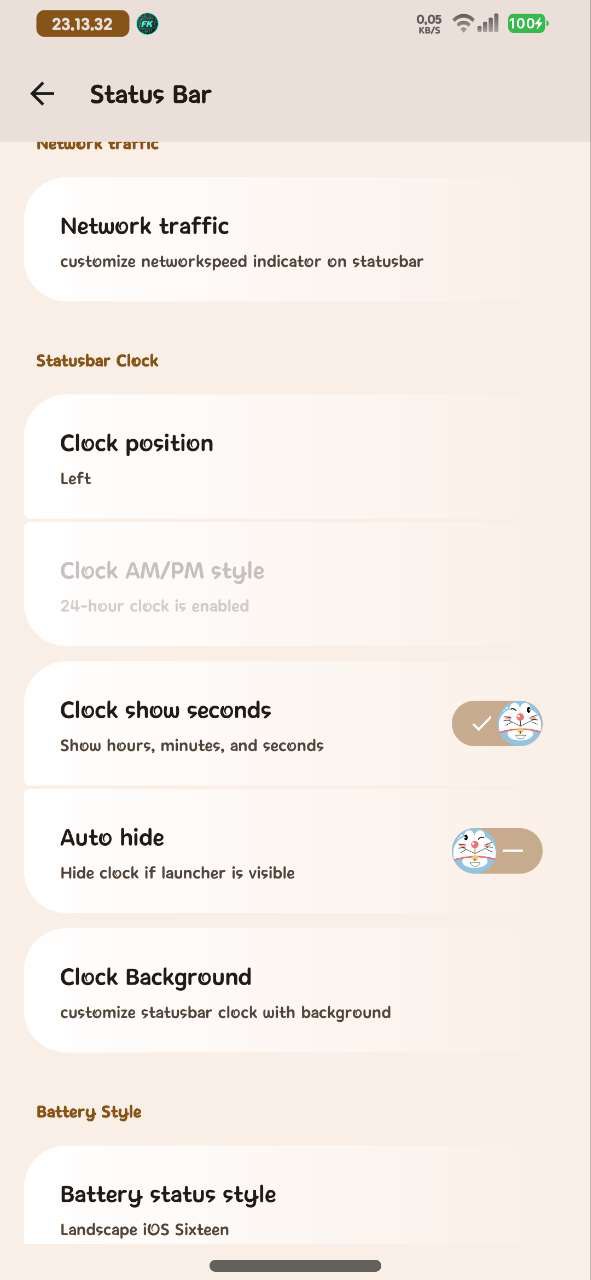 23.13.32
FK
0,05
KB/S
100
Status Bar
Network traffic
Network traffic
customize networkspeed indicator on statusbar
Statusbar Clock
Clock position
Left
Clock AM/PM style
24-hour clock is enabled
Clock show seconds
Show hours, minutes, and seconds
Auto hide
Hide clock if launcher is visible
Clock Background
customize statusbar clock with background
Battery Style
Battery status style
Landscape iOS Sixteen